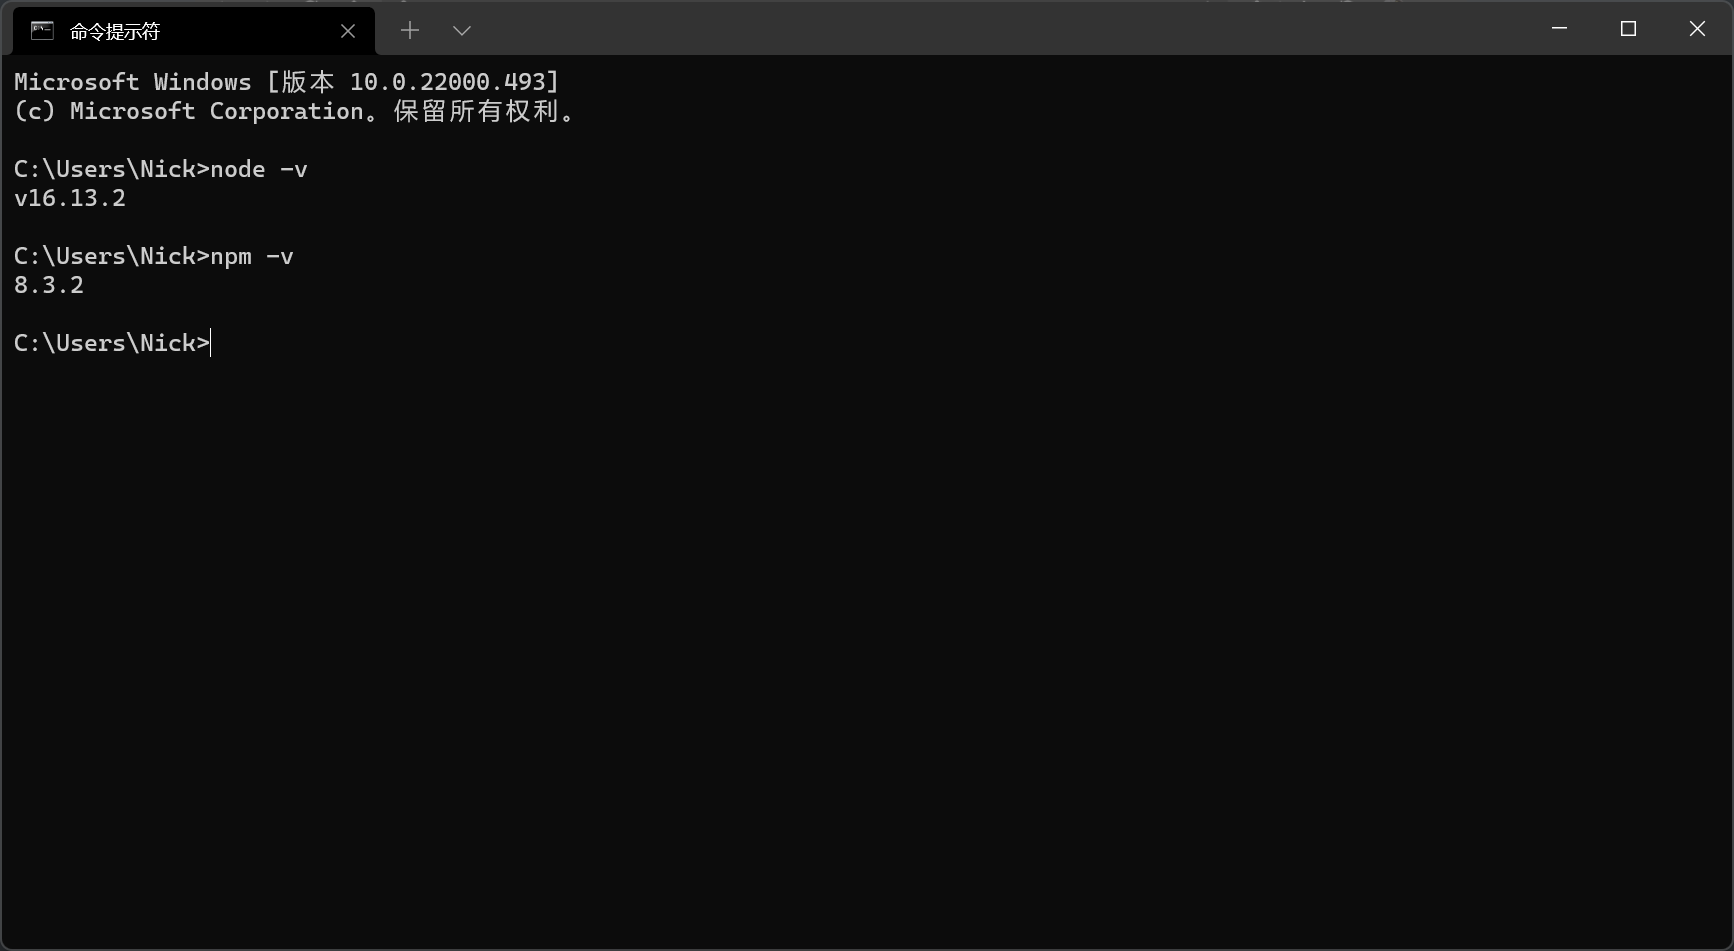 命令提示符
Microsoft Windows [版本 10.0.22000.493]
(c) Microsoft Corporation。保留所有权利。
C:\Users\Nick>node -v
v16.13.2
C:\Users\Nick>npm -v
8.3.2
C:\Users\Nick>